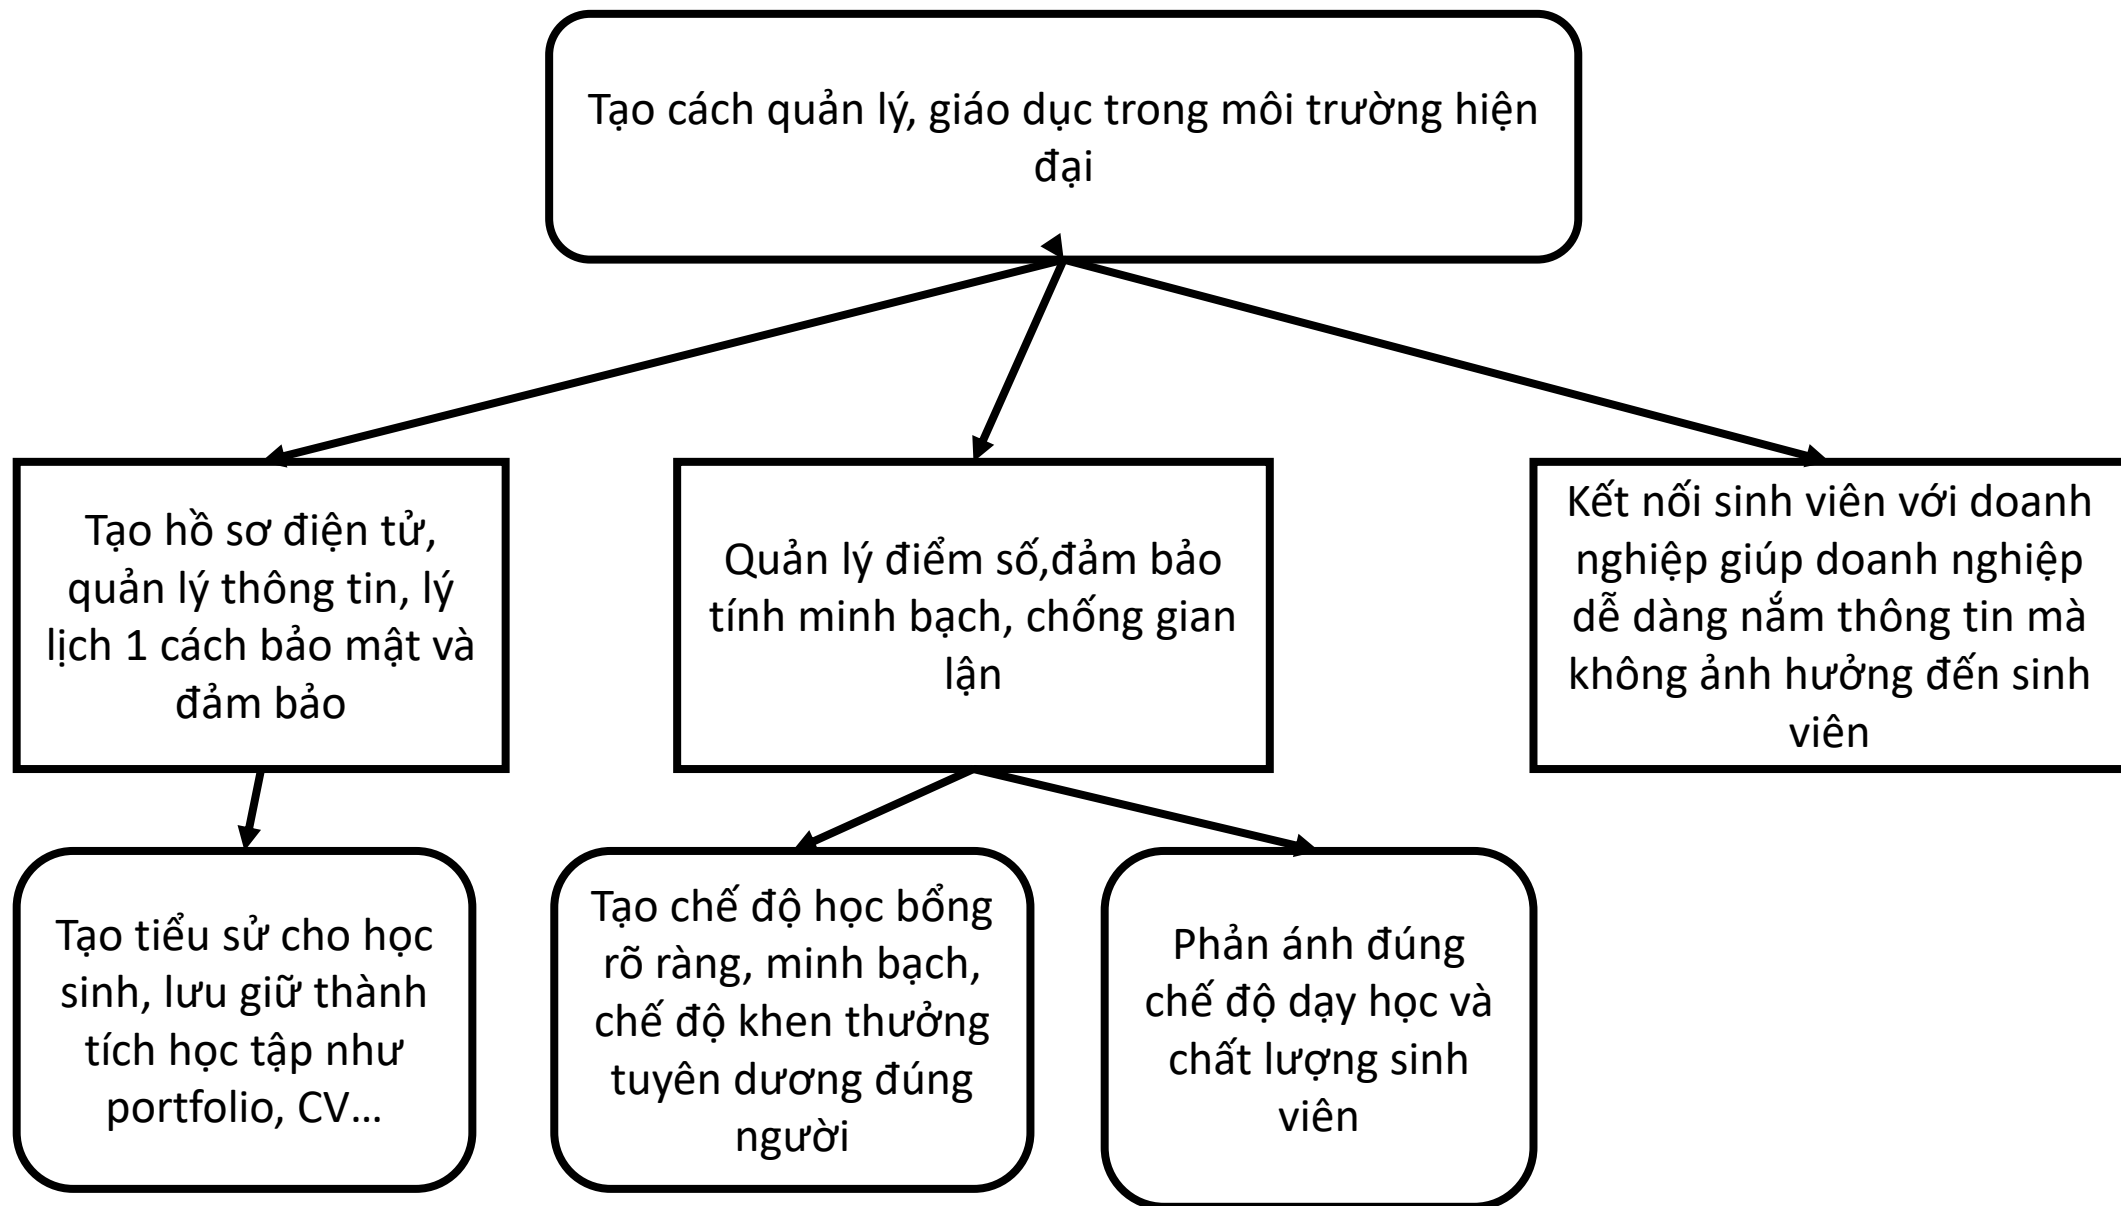 Tạo cách quản lý, giáo dục trong môi trường hiện
đại
Tạo hồ sơ điện tử,
quản lý thông tin, lý
lịch 1 cách bảo mật và
đảm bảo
Quản lý điểm số,đảm bảo
tính minh bạch, chống gian
lận
Kết nối sinh viên với doanh
nghiệp giúp doanh nghiệp
dễ dàng nắm thông tin mà
không ảnh hưởng đến sinh
viên
Tạo tiểu sử cho học
sinh, lưu giữ thành
tích học tập như
portfolio, CV…
Tạo chế độ học bổng
rõ ràng, minh bạch,
chế độ khen thưởng
tuyên dương đúng
người
Phản ánh đúng
chế độ dạy học và
chất lượng sinh
viên